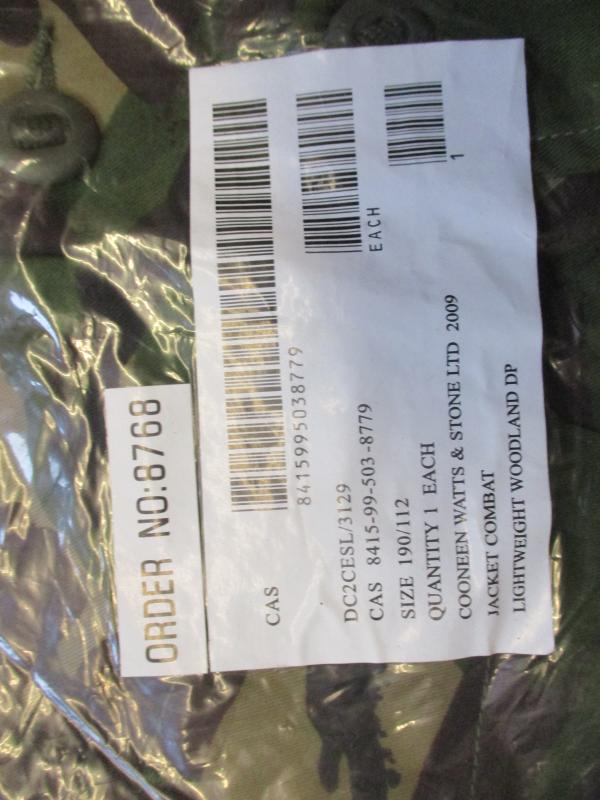 ORDER NO:8768
CAS
8415995038779
EACH
1
DC2CESL/3129
CAS 8415-99-503-8779
SIZE 190/112
QUANTITY 1 EACH
COONEEN WATTS & STONE LTD 2009
JACKET COMBAT
LIGHTWEIGHT WOODLAND DP